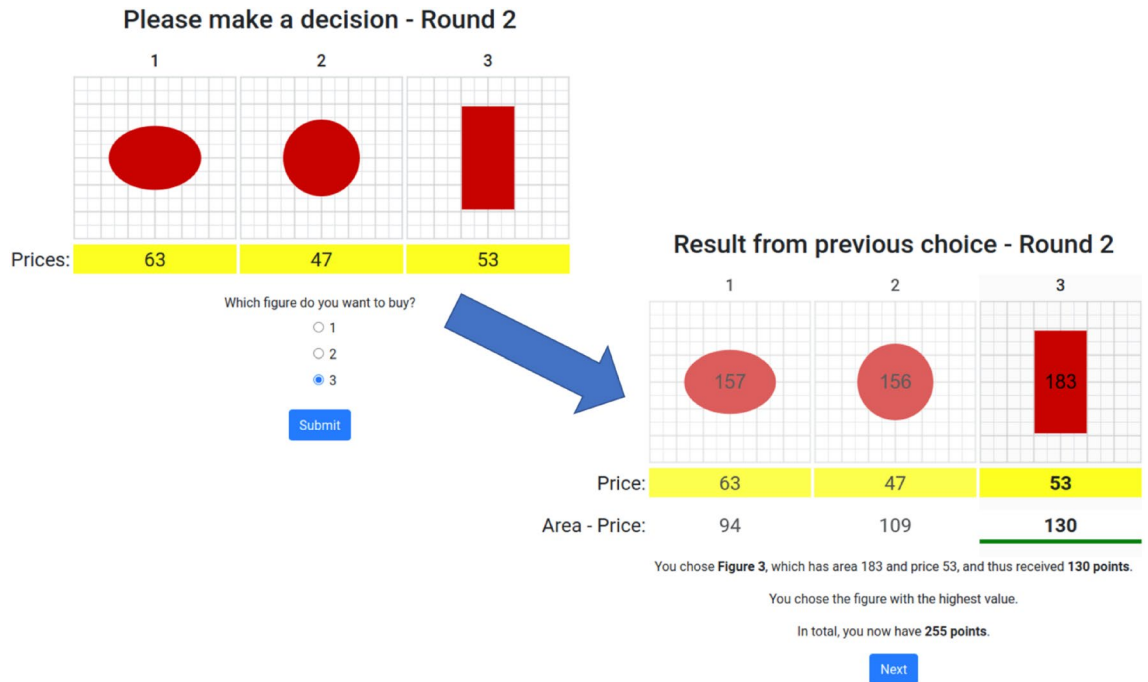 Please make a decision - Round 2
1 2 3
Prices: 63 47 53
Which figure do you want to buy?
1
2
3
Submit
Result from previous choice - Round 2
1 2 3
157 156 183
Price: 63 47 53
Area - Price: 94 109 130
You chose Figure 3, which has area 183 and price 53, and thus received 130 points.
You chose the figure with the highest value.
In total, you now have 255 points.
Next